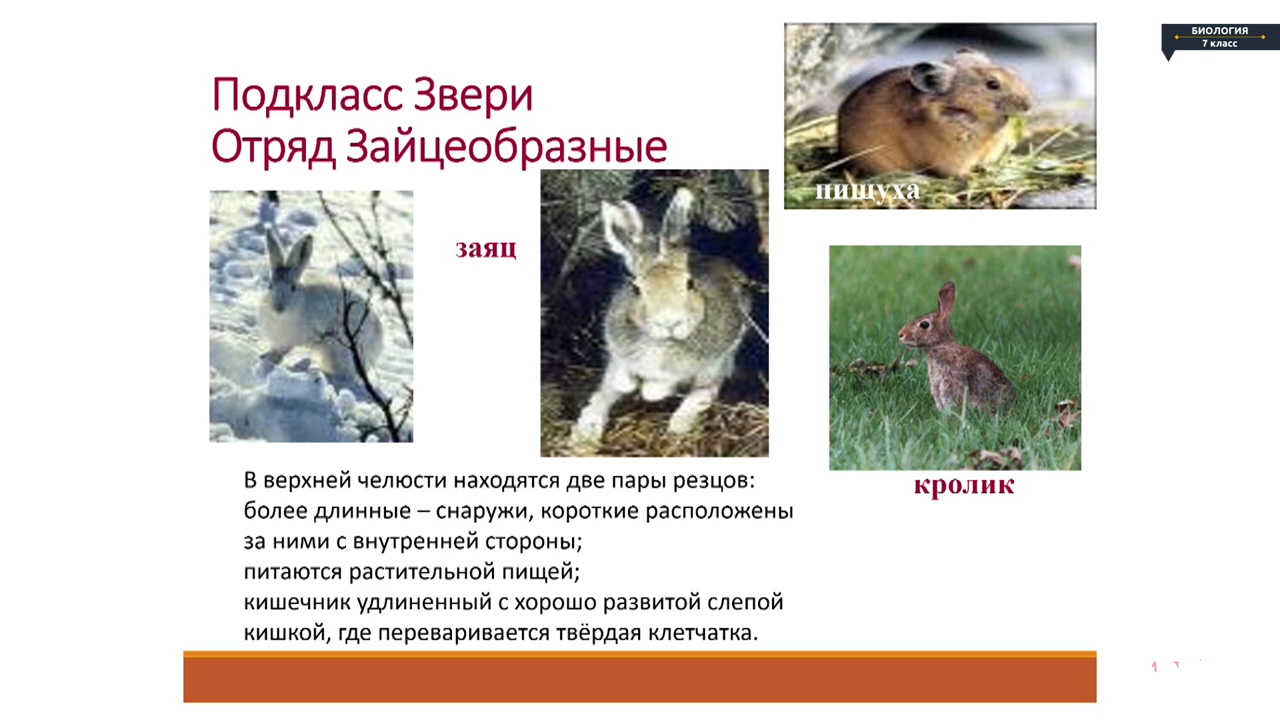 БИОЛОГИЯ
7 класс
Подкласс Звери
Отряд Зайцеобразные
пищуха
заяц
кролик
В верхней челюсти находятся две пары резцов:
более длинные – снаружи, короткие расположены
за ними с внутренней стороны;
питаются растительной пищей;
кишечник удлиненный с хорошо развитой слепой
кишкой, где переваривается твёрдая клетчатка.